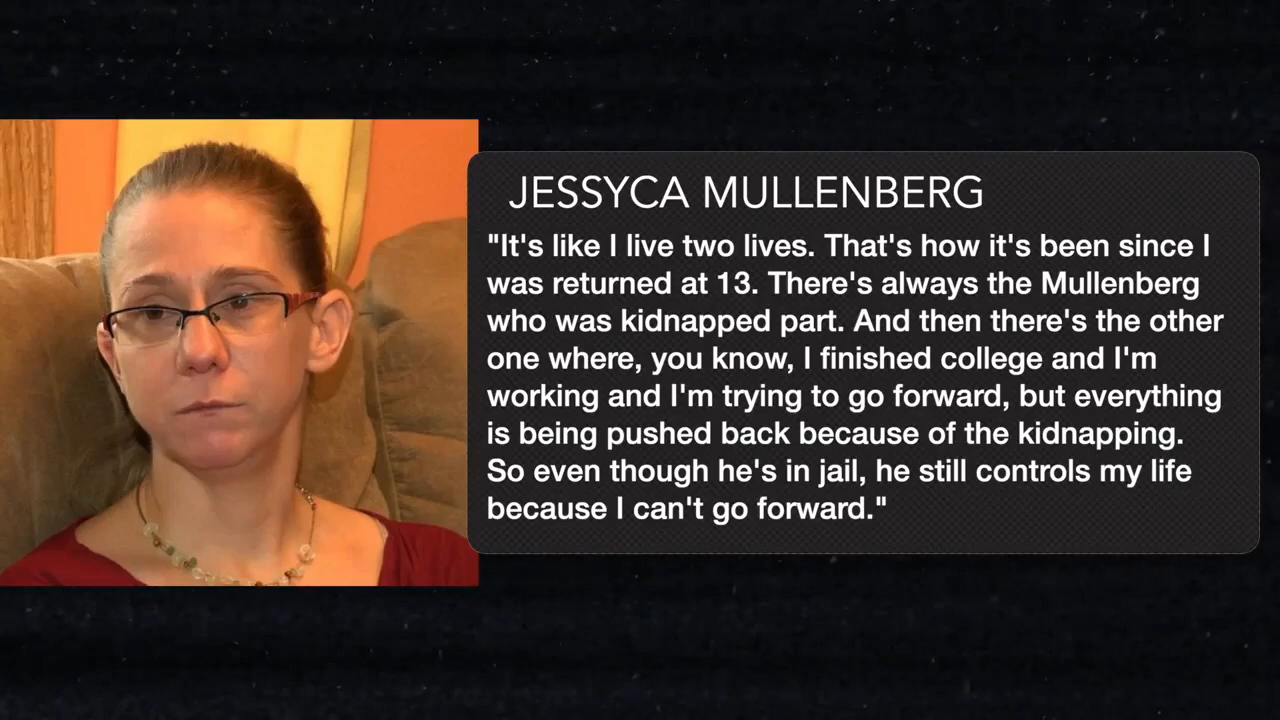 JESSYCA MULLENBERG
"It's like I live two lives. That's how it's been since I
was returned at 13. There's always the Mullenberg
who was kidnapped part. And then there's the other
one where, you know, I finished college and I'm
working and I'm trying to go forward, but everything
is being pushed back because of the kidnapping.
So even though he's in jail, he still controls my life
because I can't go forward."